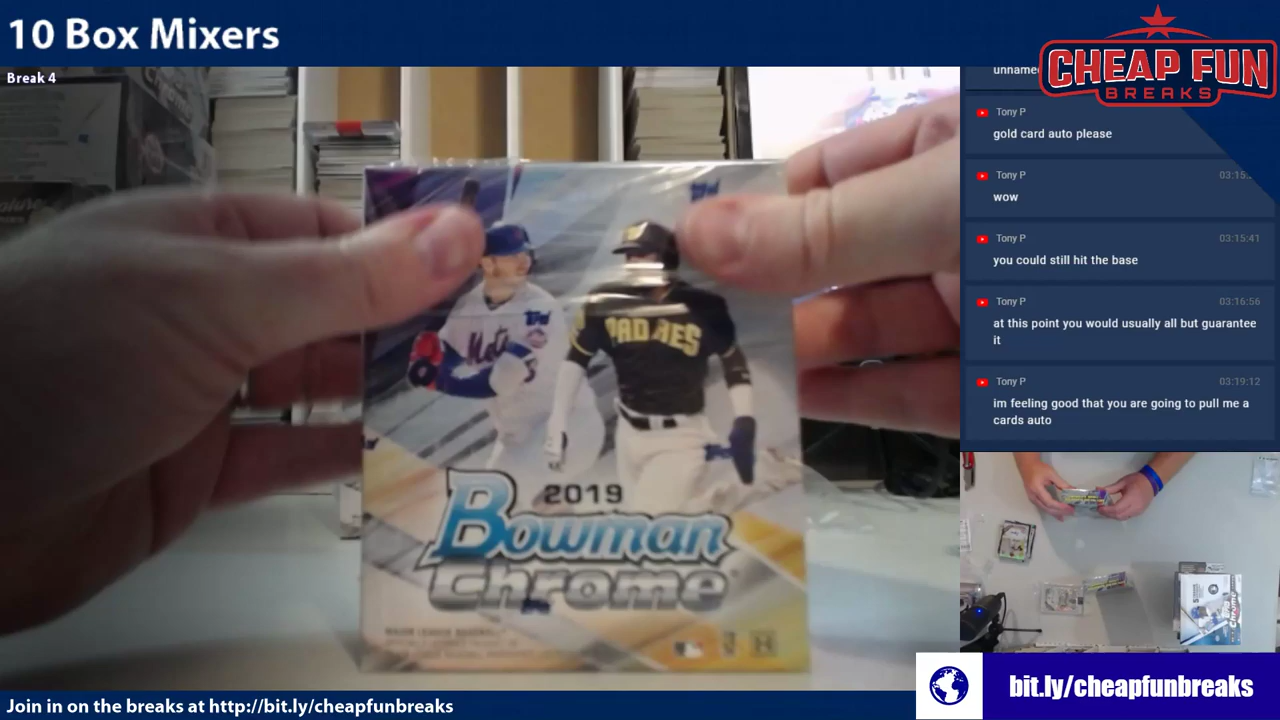 10 Box Mixers
Break 4
CHEAP FUN
BREAKS
Tony P
gold card auto please
Tony P
wow
Tony P 03:15:41
you could still hit the base
Tony P 03:16:56
at this point you would usually all but guarantee
it
Tony P 03:19:12
im feeling good that you are going to pull me a
cards auto
Mets
PADRES
2019
Bowman
Chrome
bit.ly/cheapfunbreaks
Join in on the breaks at http://bit.ly/cheapfunbreaks